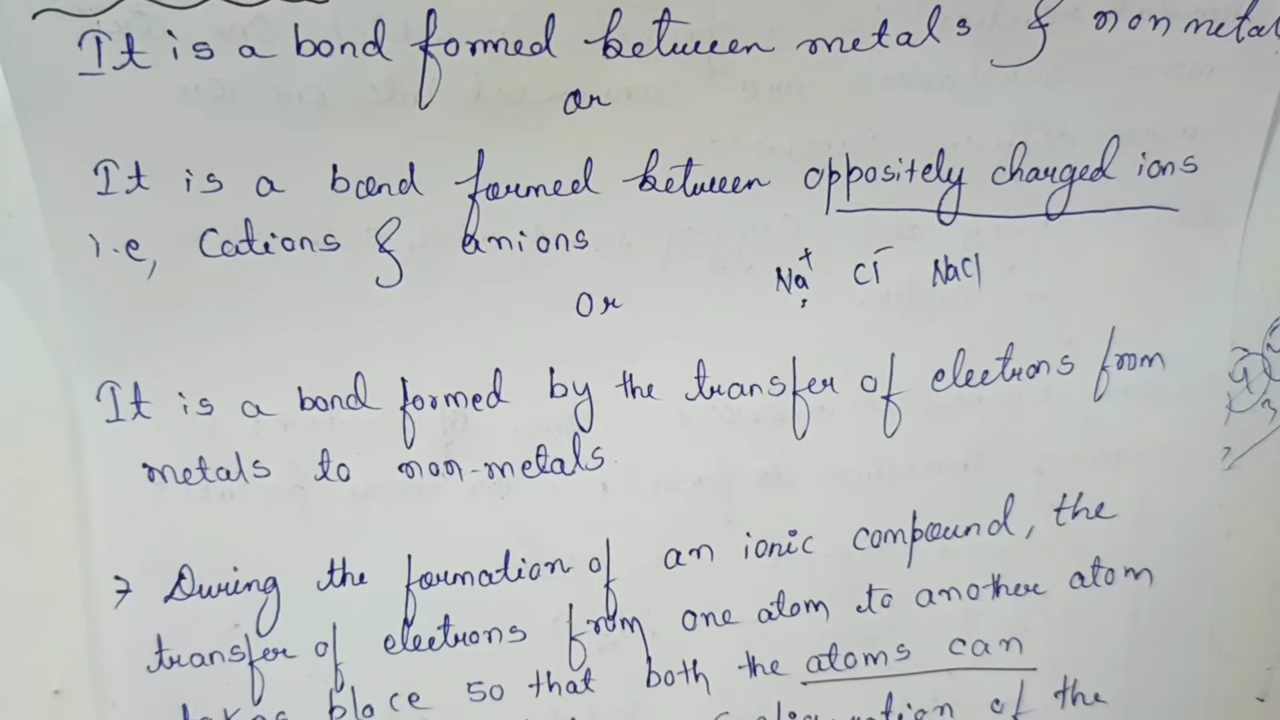 It is a bond formed between metals & non metal
or
It is a bond formed between oppositely charged ions
i.e, Cations & anions
Na⁺ Cl⁻ NaCl
Or
It is a bond formed by the transfer of electrons from
metals to non-metals.
During the formation of an ionic compound, the
transfer of electrons from one atom to another atom
place so that both the atoms can
of the